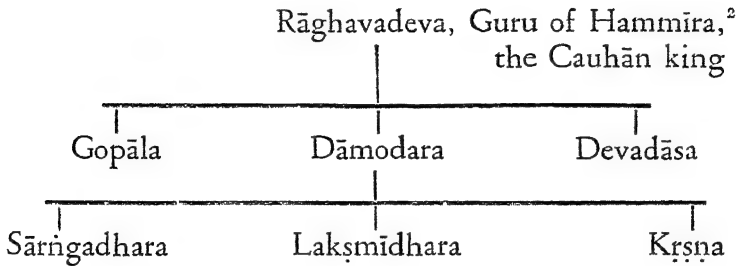 Rāghavadeva, Guru of Hammīra,²
the Cauhān king
Gopāla Dāmodara Devadāsa
Sārṅgadhara Lakṣmīdhara Kṛṣṇa